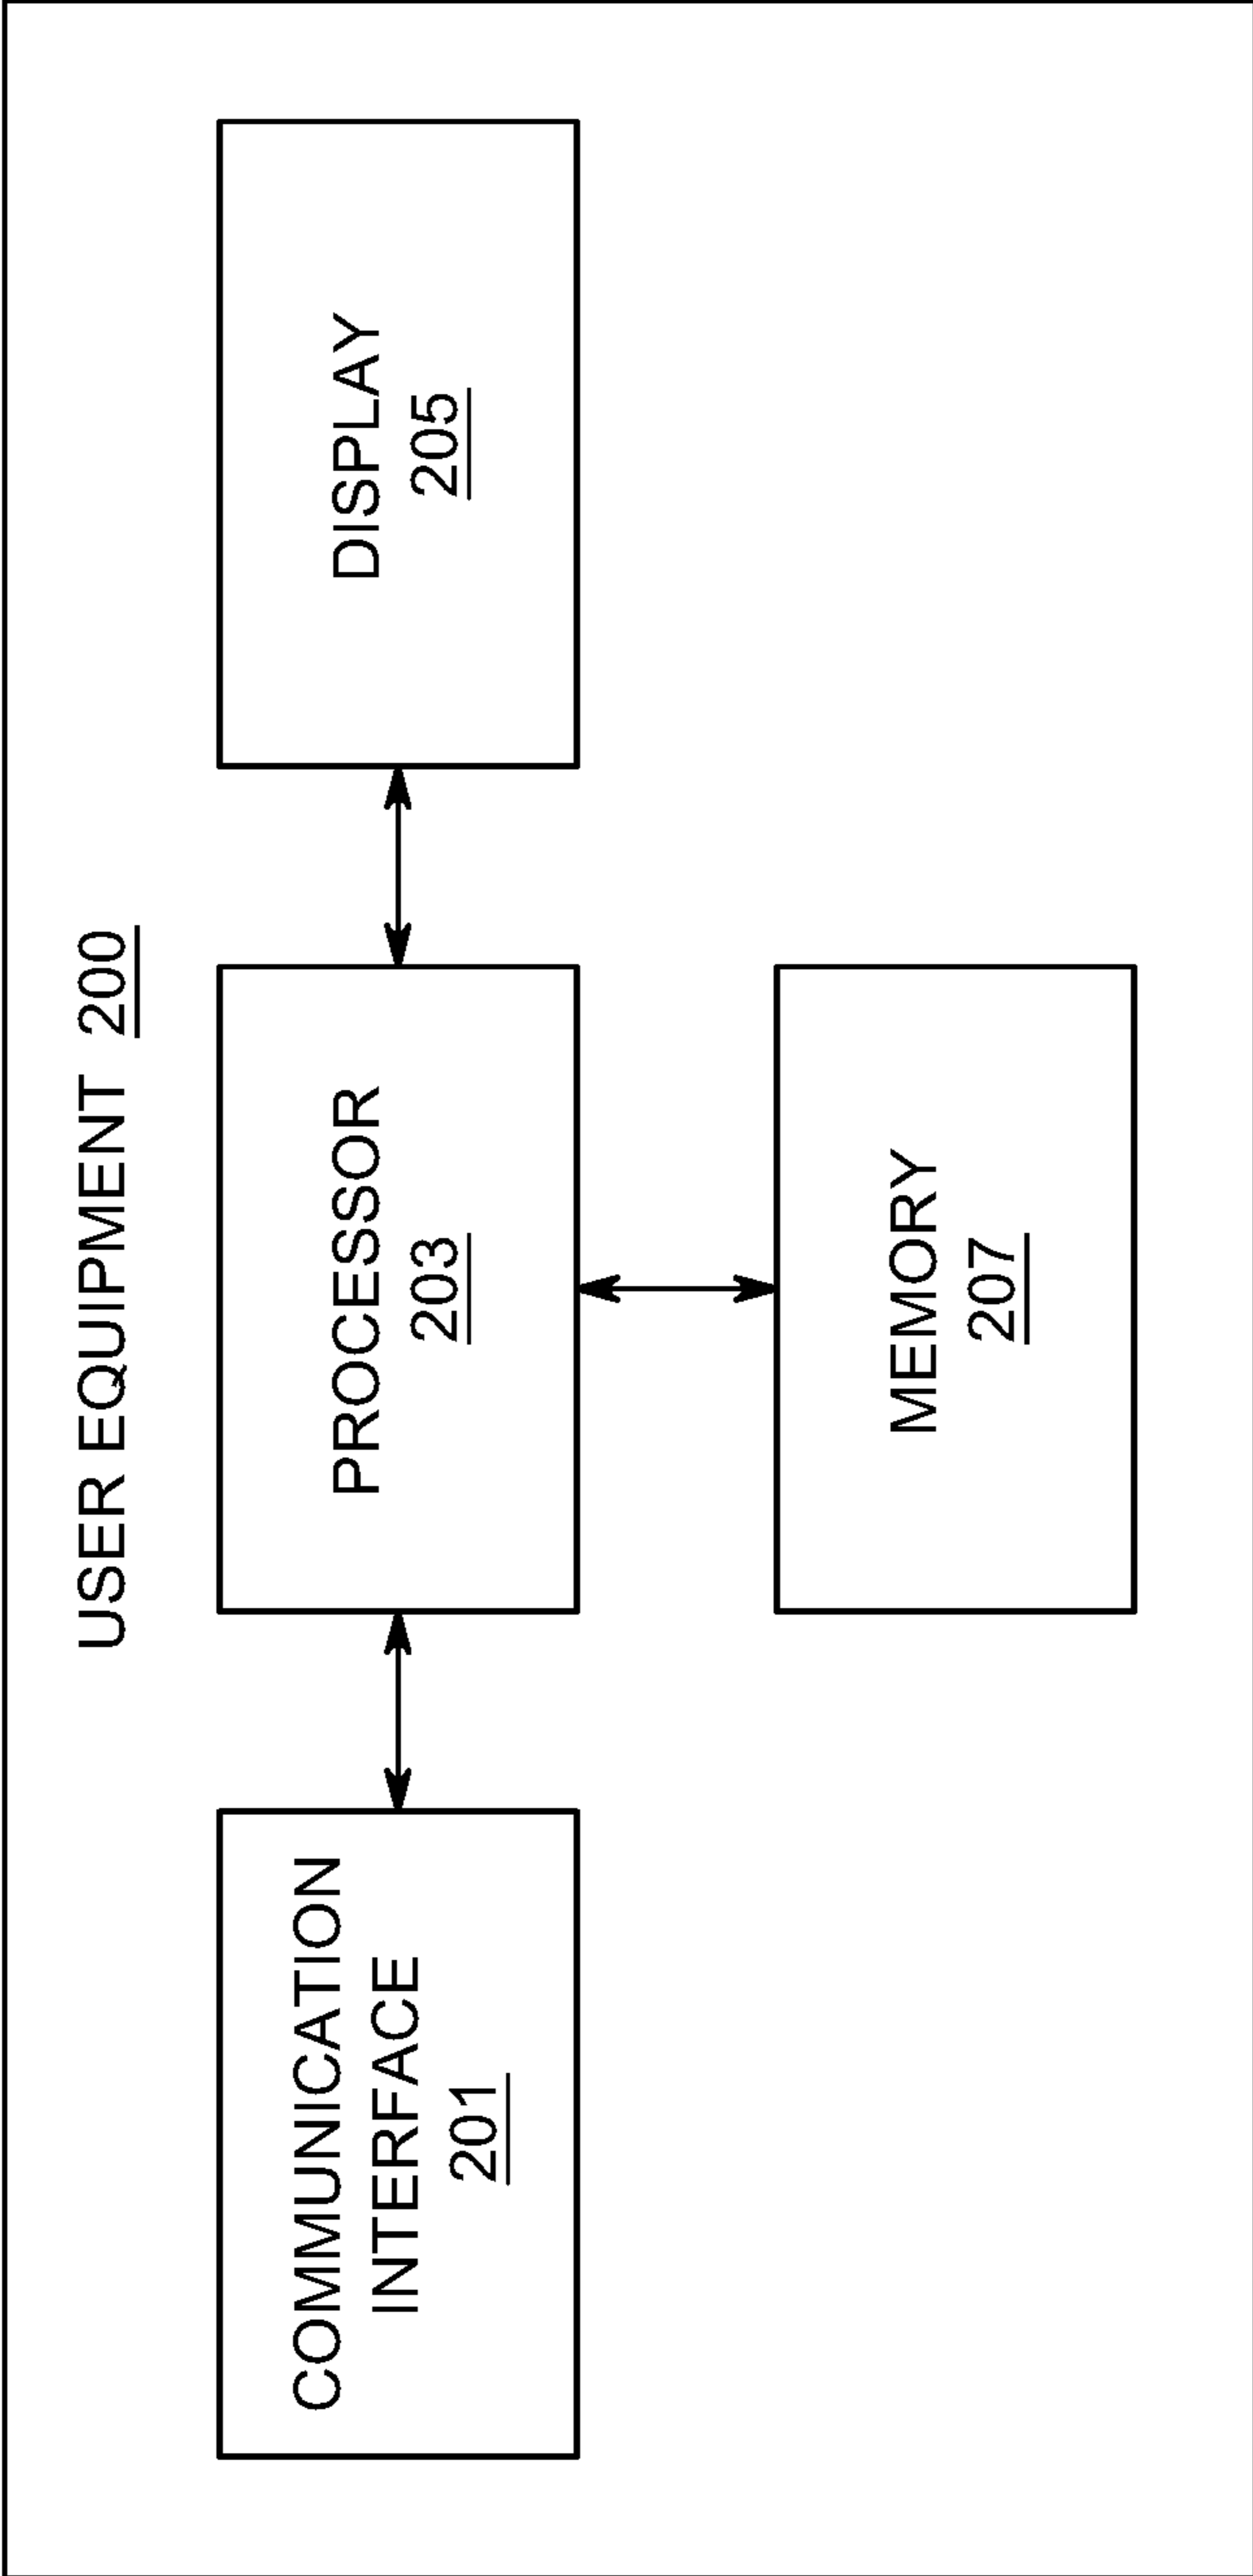 USER EQUIPMENT 200
COMMUNICATION
INTERFACE
201
PROCESSOR
203
DISPLAY
205
MEMORY
207